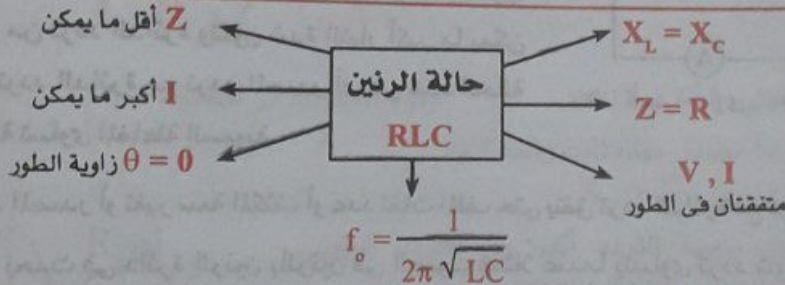 Z أقل ما يمكن
I أكبر ما يمكن
θ = 0 زاوية الطور
حالة الرنين
RLC
X_L = X_C
Z = R
V , I
متفقتان فى الطور
f_o = 1 / 2π √LC